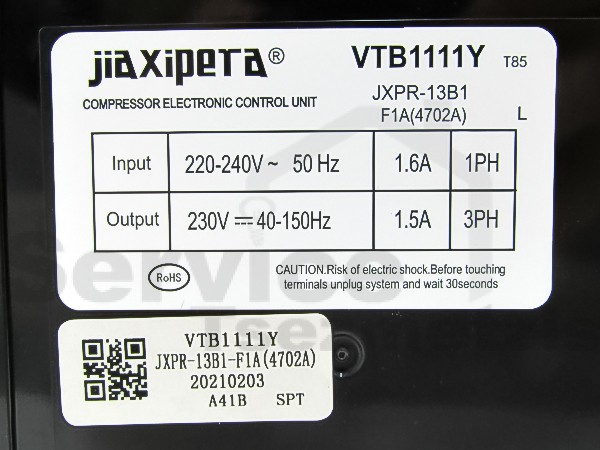 jiaxipera® VTB1111Y T85
COMPRESSOR ELECTRONIC CONTROL UNIT JXPR-13B1
F1A(4702A) L
Input 220-240V~ 50 Hz 1.6A 1PH
Output 230V⎓40-150Hz 1.5A 3PH
RoHS
CAUTION.Risk of electric shock.Before touching
terminals unplug system and wait 30seconds
Service
VTB1111Y
JXPR-13B1-F1A(4702A)
20210203
A41B SPT